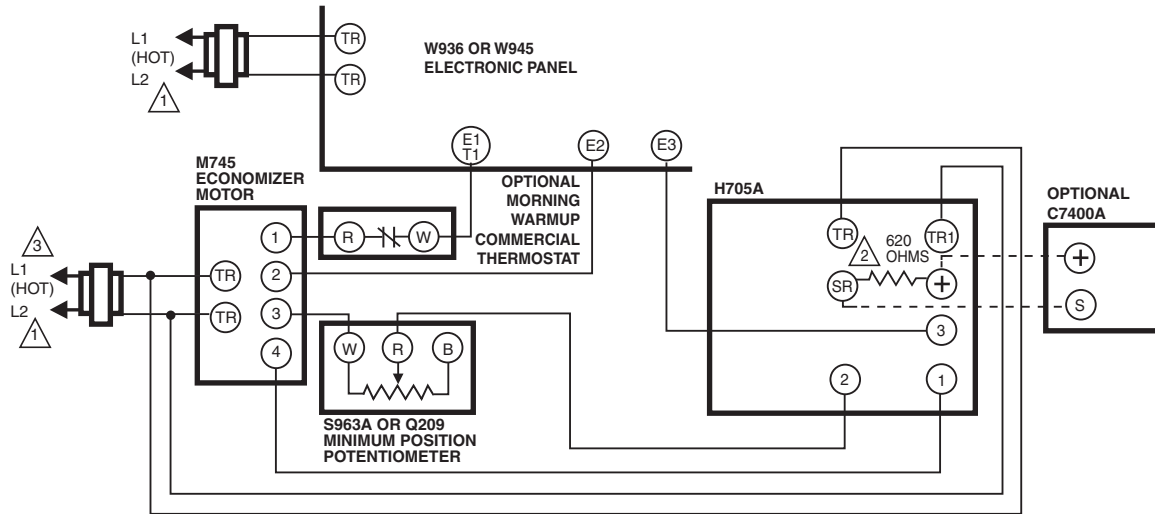 L1
(HOT)
L2
1
TR
TR
W936 OR W945
ELECTRONIC PANEL
E1
T1
E2
E3
M745
ECONOMIZER
MOTOR
OPTIONAL
MORNING
WARMUP
COMMERCIAL
THERMOSTAT
R
W
1
2
3
4
TR
TR
3
L1
(HOT)
L2
1
W
R
B
S963A OR Q209
MINIMUM POSITION
POTENTIOMETER
H705A
TR
2
620
OHMS
TR1
SR
+
3
2
1
OPTIONAL
C7400A
+
S